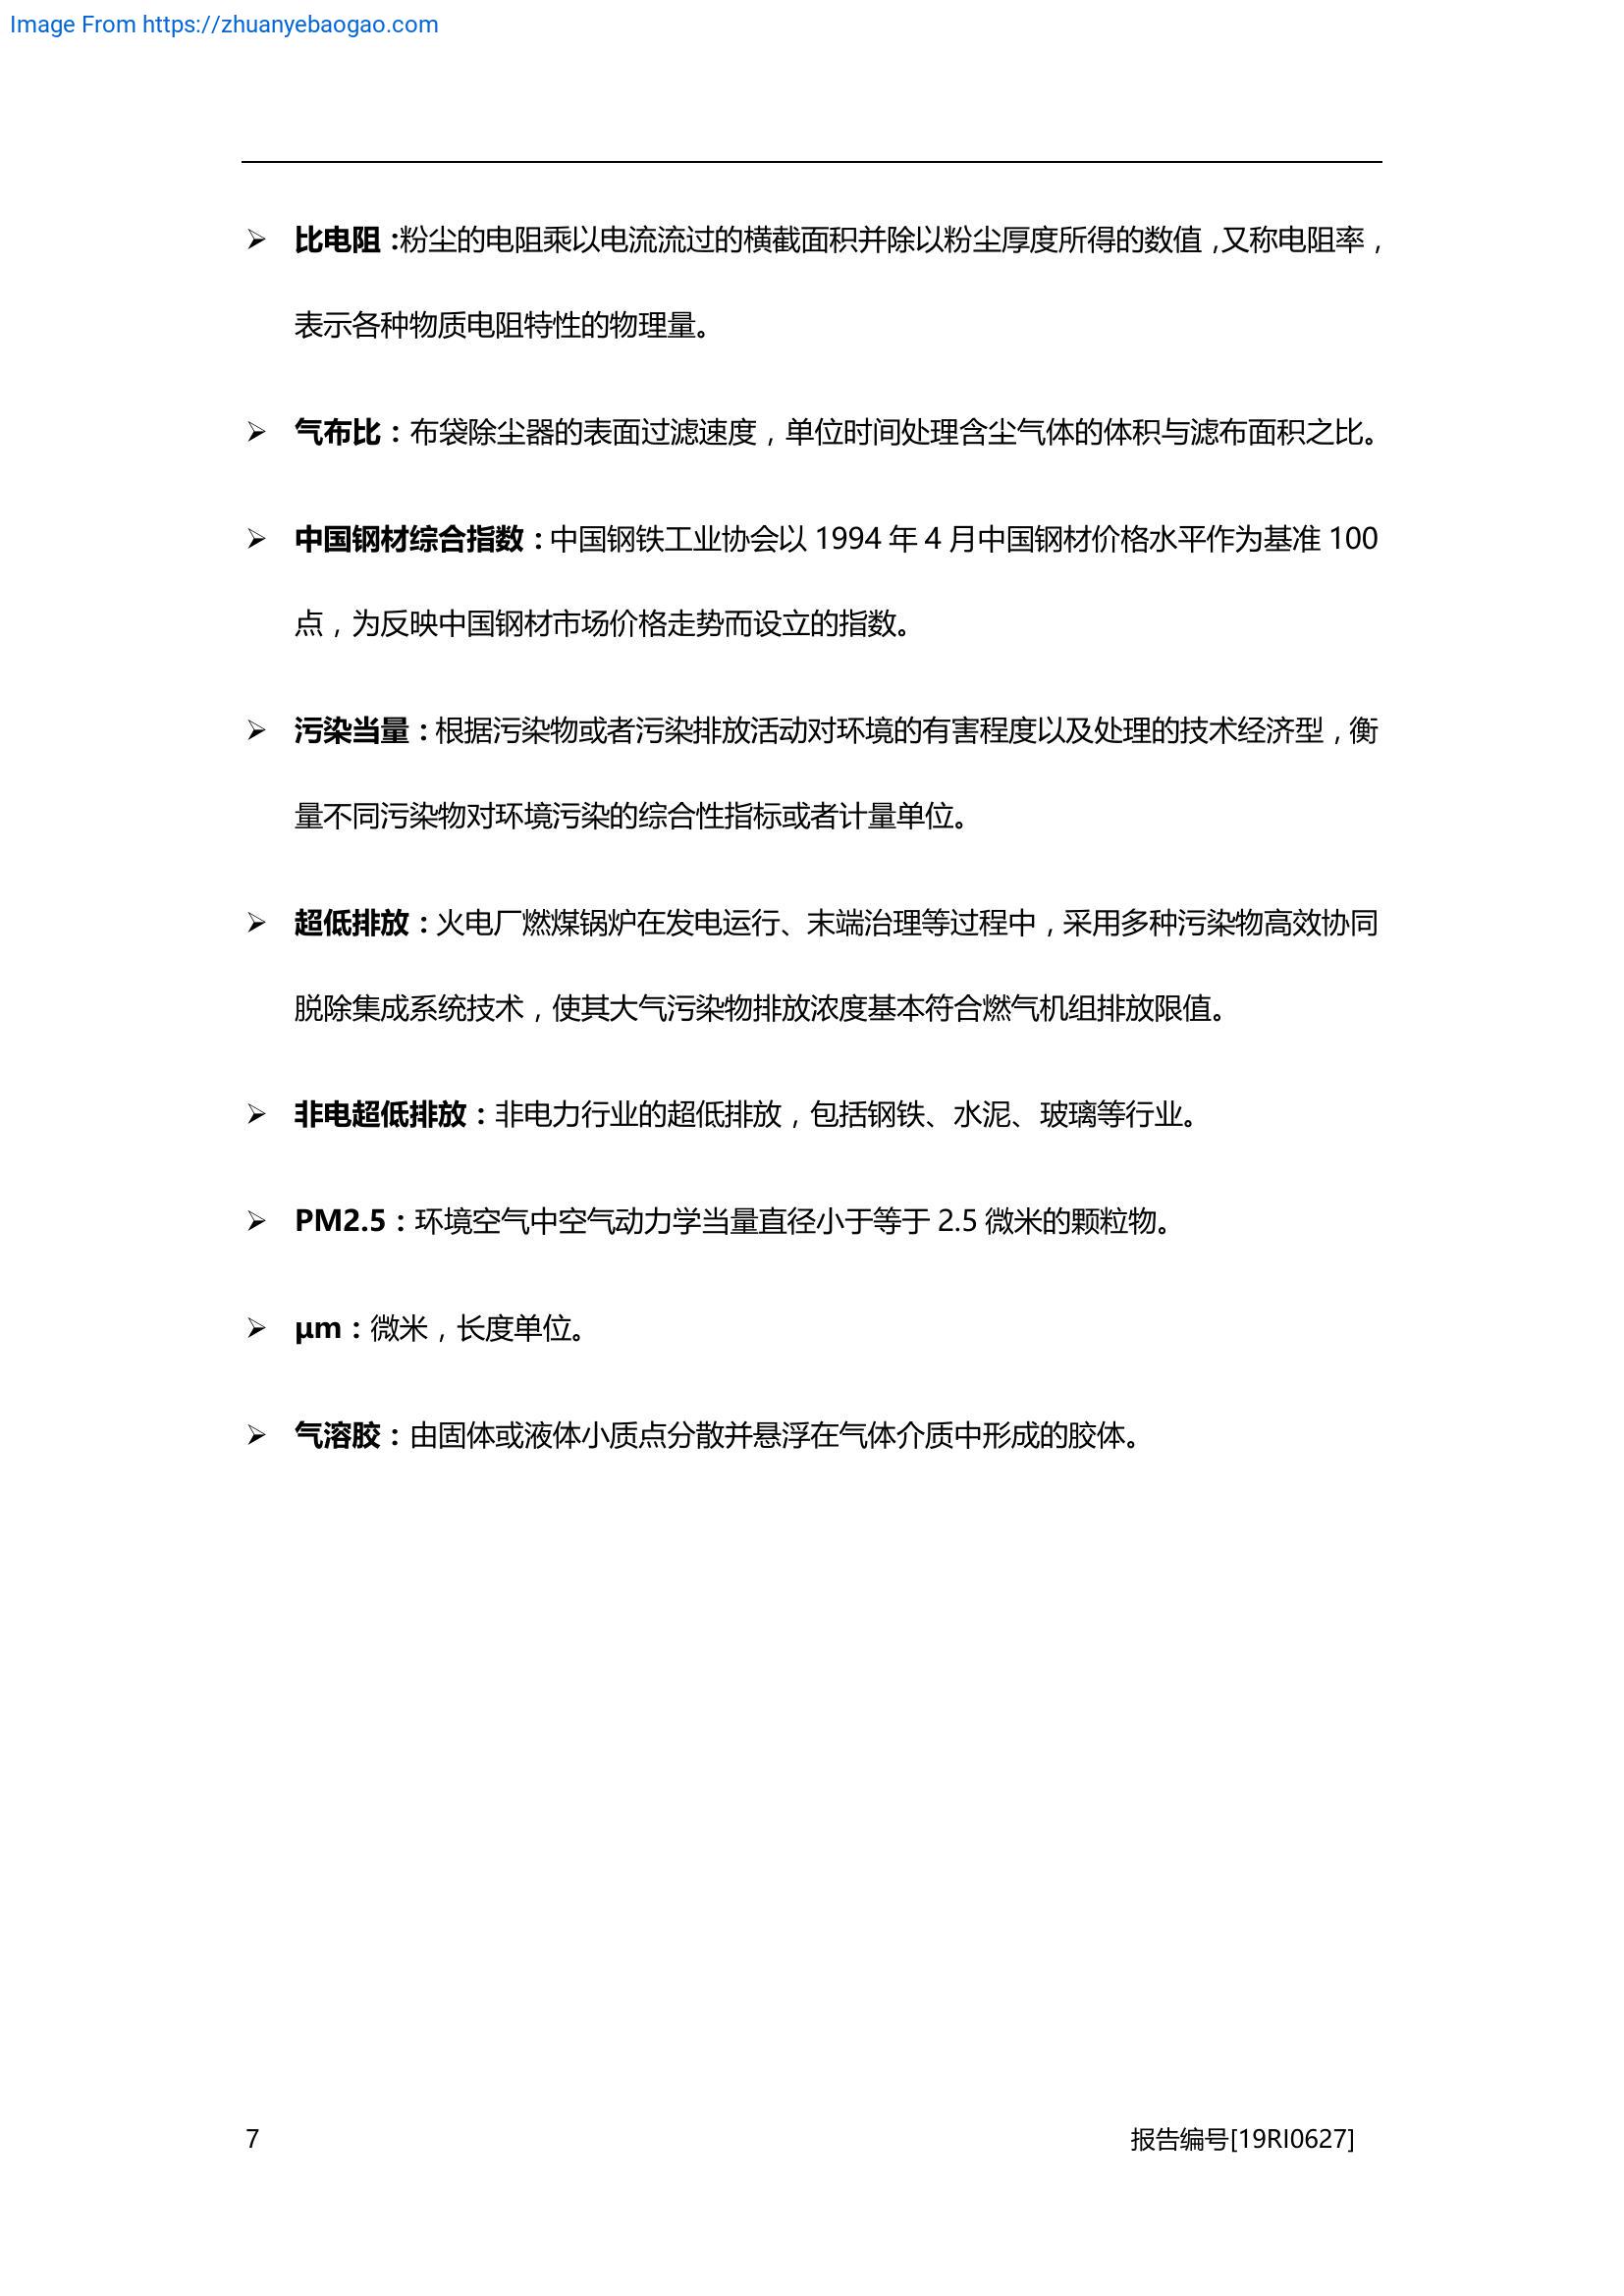 Image From https://zhuanyebaogao.com
➢ 比电阻：粉尘的电阻乘以电流流过的横截面积并除以粉尘厚度所得的数值，又称电阻率，
表示各种物质电阻特性的物理量。
➢ 气布比：布袋除尘器的表面过滤速度，单位时间处理含尘气体的体积与滤布面积之比。
➢ 中国钢材综合指数：中国钢铁工业协会以 1994 年 4 月中国钢材价格水平作为基准 100
点，为反映中国钢材市场价格走势而设立的指数。
➢ 污染当量：根据污染物或者污染排放活动对环境的有害程度以及处理的技术经济型，衡
量不同污染物对环境污染的综合性指标或者计量单位。
➢ 超低排放：火电厂燃煤锅炉在发电运行、末端治理等过程中，采用多种污染物高效协同
脱除集成系统技术，使其大气污染物排放浓度基本符合燃气机组排放限值。
➢ 非电超低排放：非电力行业的超低排放，包括钢铁、水泥、玻璃等行业。
➢ PM2.5：环境空气中空气动力学当量直径小于等于 2.5 微米的颗粒物。
➢ μm：微米，长度单位。
➢ 气溶胶：由固体或液体小质点分散并悬浮在气体介质中形成的胶体。
7 报告编号[19RI0627]